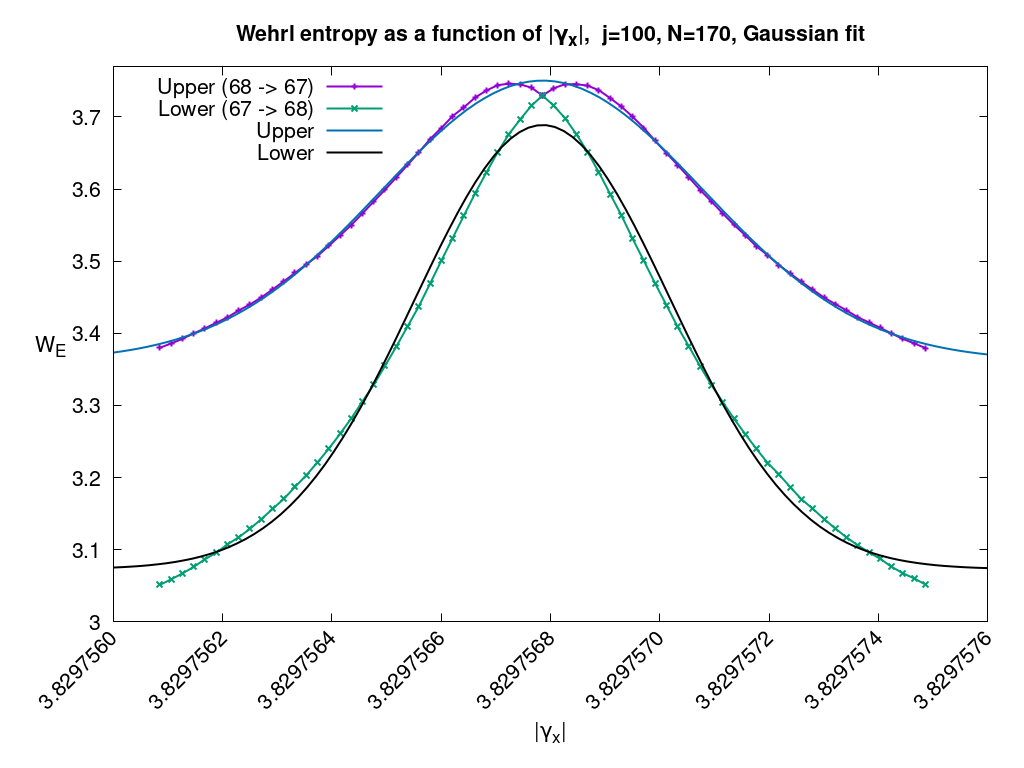 Wehrl entropy as a function of |γₓ|,  j=100, N=170, Gaussian fit
Upper (68 -> 67)
Lower (67 -> 68)
Upper
Lower
3.7
3.6
3.5
3.4
3.3
3.2
3.1
3
W_E
3.8297560
3.8297562
3.8297564
3.8297566
3.8297568
3.8297570
3.8297572
3.8297574
3.8297576
|γₓ|